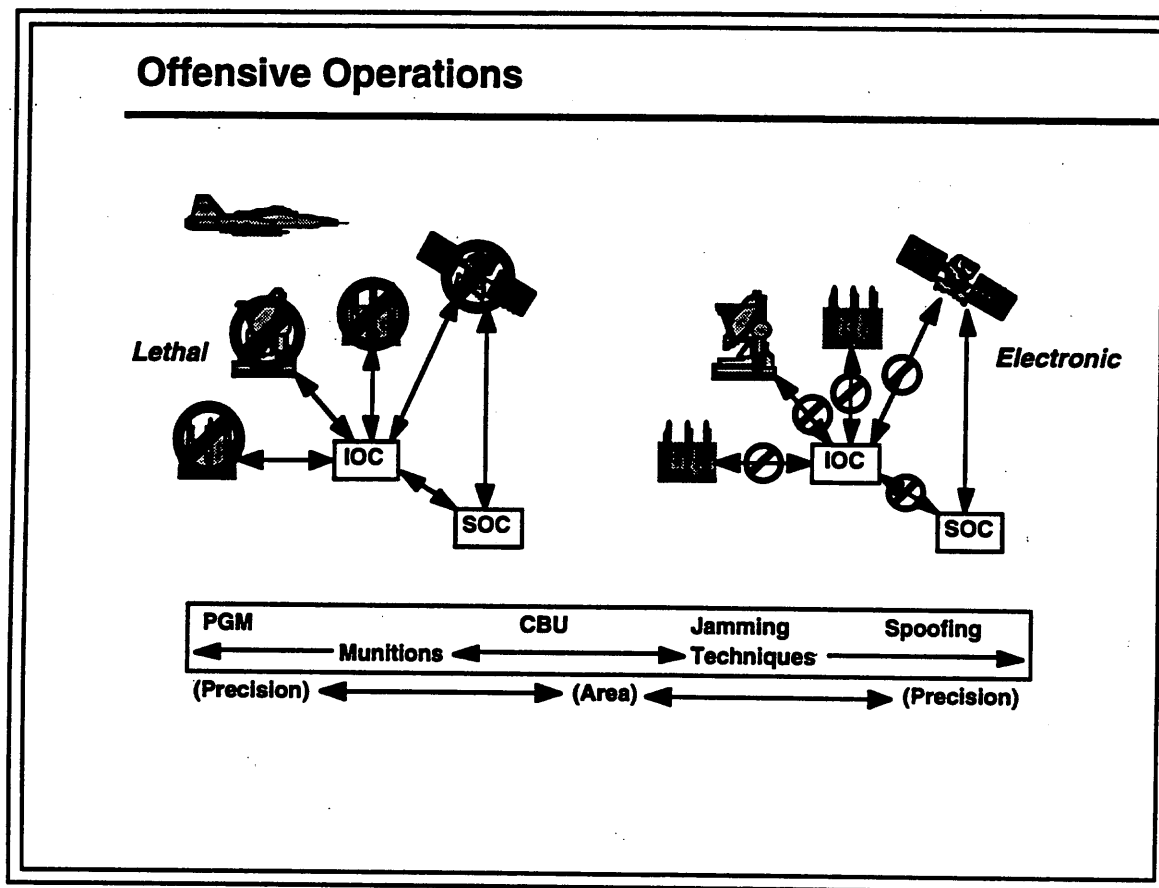 Offensive Operations
Lethal
Electronic
IOC
SOC
IOC
SOC
PGM CBU Jamming Spoofing
Munitions Techniques
(Precision) (Area) (Precision)